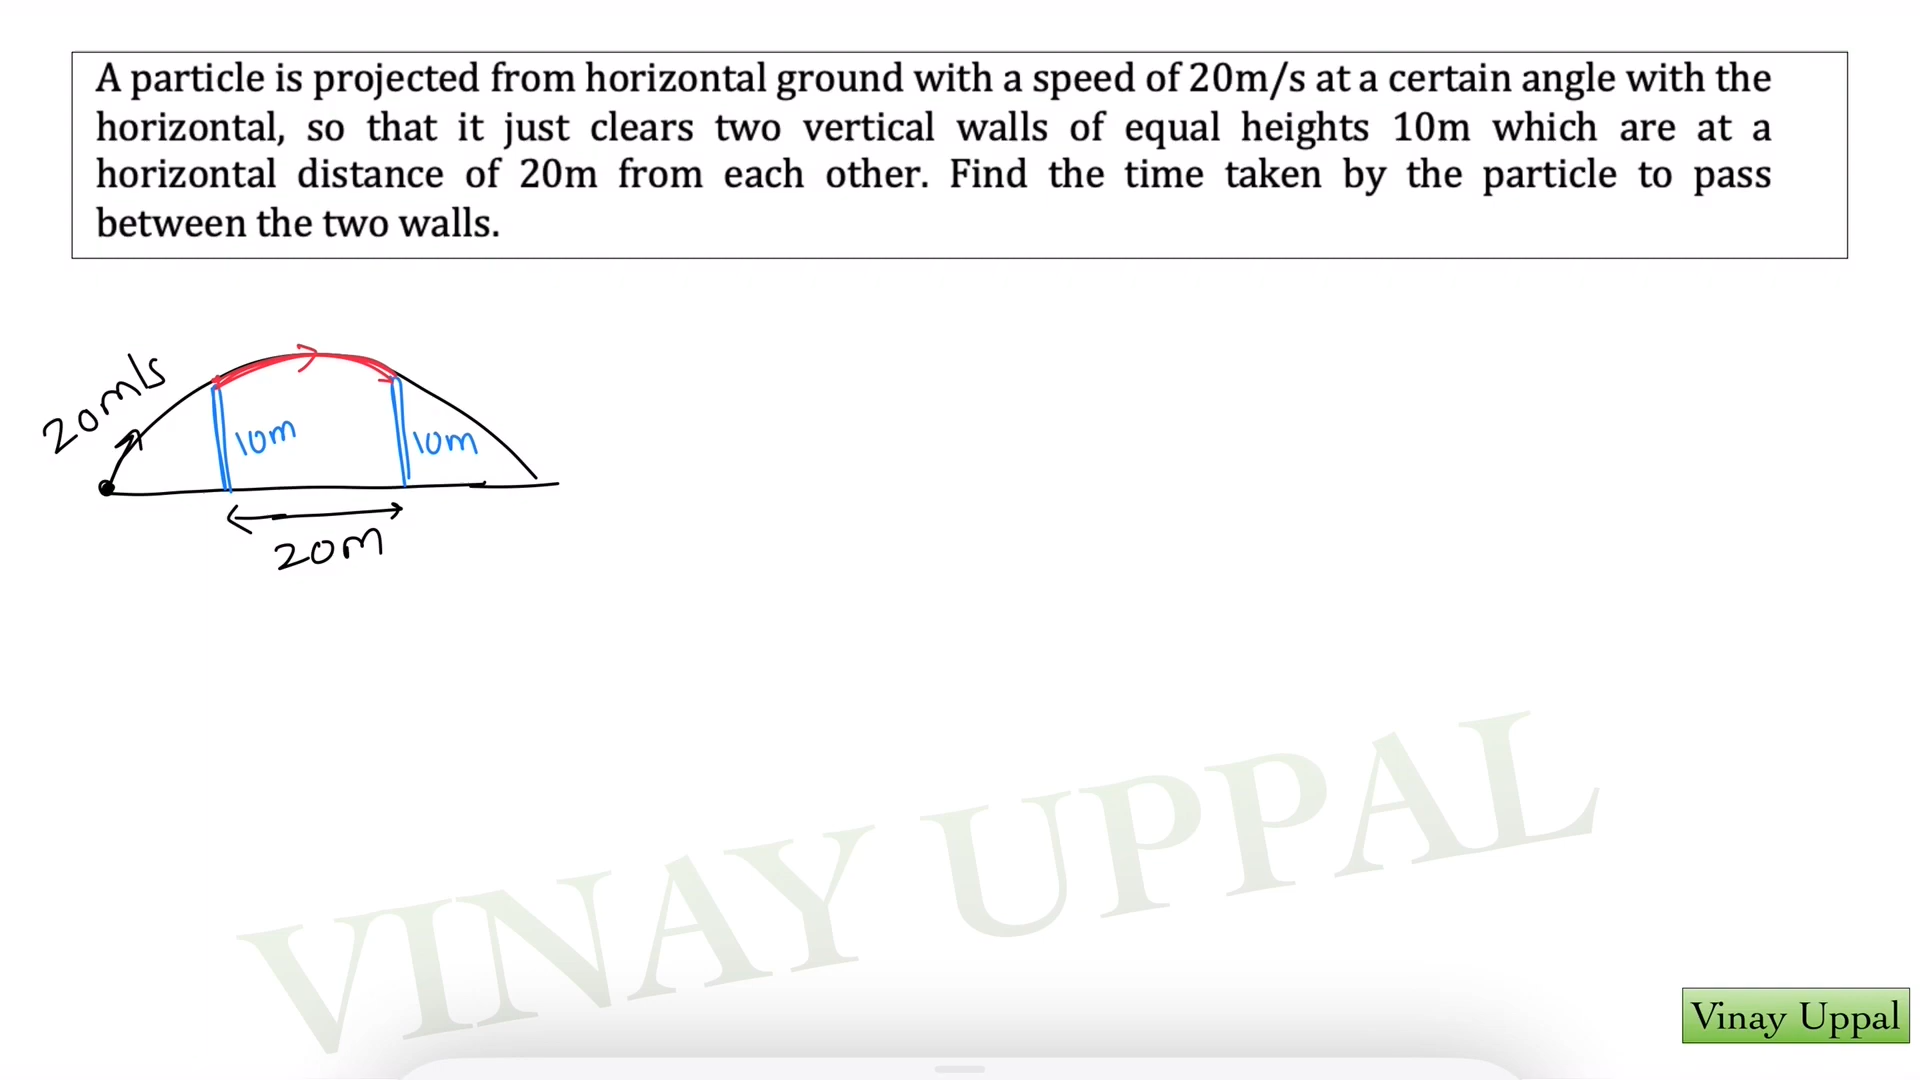 A particle is projected from horizontal ground with a speed of 20m/s at a certain angle with the
horizontal, so that it just clears two vertical walls of equal heights 10m which are at a
horizontal distance of 20m from each other. Find the time taken by the particle to pass
between the two walls.
20m/s
10m
10m
20m
VINAY UPPAL
Vinay Uppal